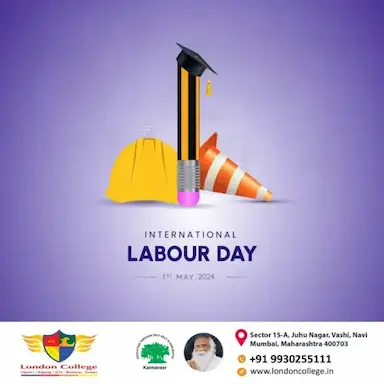 INTERNATIONAL
LABOUR DAY
1ST MAY, 2024
London College
Karmaveer
Sector 15-A, Juhu Nagar, Vashi, Navi
Mumbai, Maharashtra 400703
+91 9930255111
www.londoncollege.in